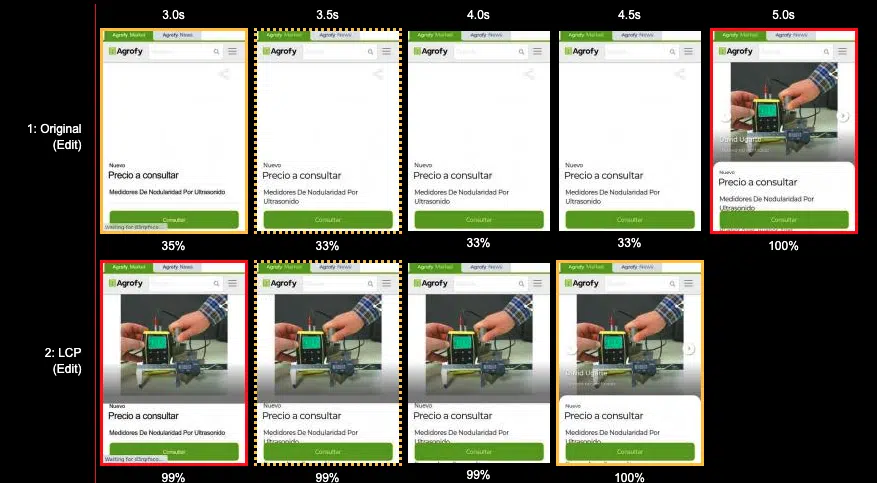 3.0s 3.5s 4.0s 4.5s 5.0s
1: Original
(Edit)
Agrofy Market Agrofy News
Agrofy
Nuevo
Precio a consultar
Medidores De Nodularidad Por Ultrasonido
Consultar
35%
Agrofy Market Agrofy News
Agrofy
Nuevo
Precio a consultar
Medidores De Nodularidad Por
Ultrasonido
Consultar
33%
Agrofy Market Agrofy News
Agrofy
Nuevo
Precio a consultar
Medidores De Nodularidad Por
Ultrasonido
Consultar
33%
Agrofy Market Agrofy News
Agrofy
Nuevo
Precio a consultar
Medidores De Nodularidad Por
Ultrasonido
Consultar
33%
Agrofy Market Agrofy News
Agrofy
David Ugarte
Nuevo
Precio a consultar
Medidores De Nodularidad Por
Ultrasonido
Consultar
100%
2: LCP
(Edit)
Agrofy Market Agrofy News
Agrofy
Nuevo
Precio a consultar
Medidores De Nodularidad Por Ultrasonido
Consultar
99%
Agrofy Market Agrofy News
Agrofy
Nuevo
Precio a consultar
Medidores De Nodularidad Por
Ultrasonido
Consultar
99%
Agrofy Market Agrofy News
Agrofy
Nuevo
Precio a consultar
Medidores De Nodularidad Por
Ultrasonido
Consultar
99%
Agrofy Market Agrofy News
Agrofy
David Ugarte
Nuevo
Precio a consultar
Medidores De Nodularidad Por
Ultrasonido
Consultar
100%